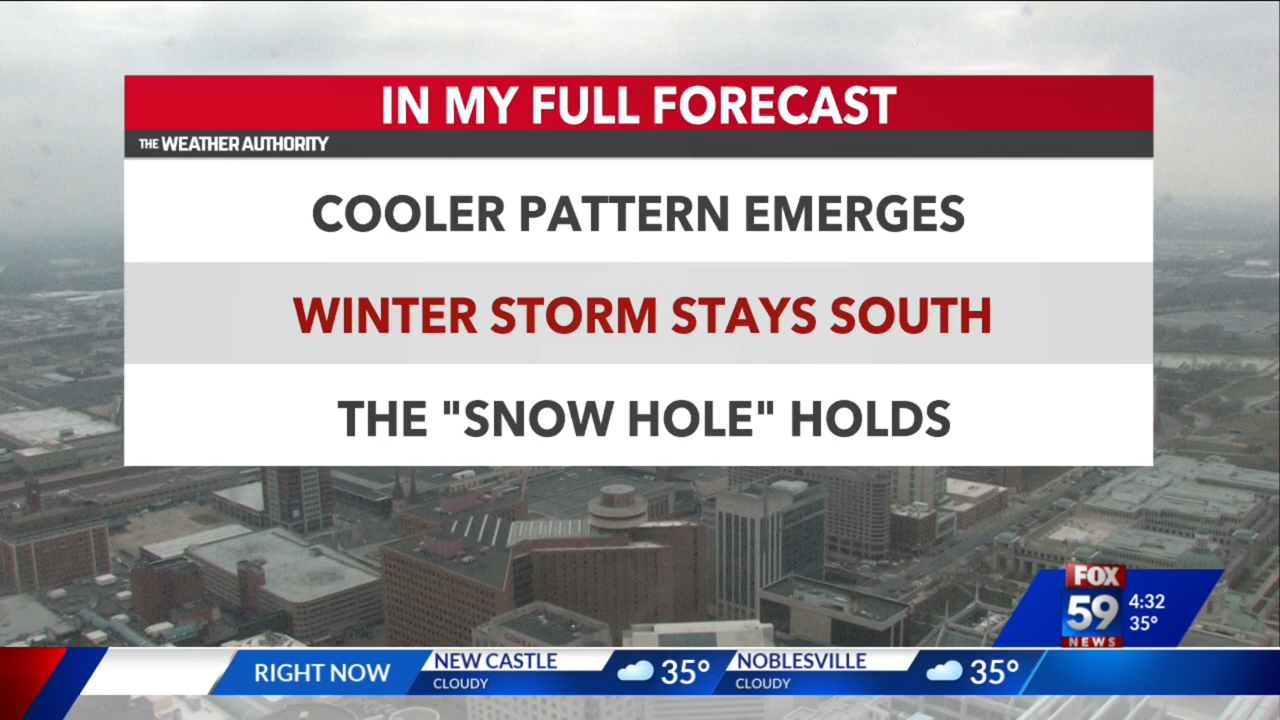 IN MY FULL FORECAST
THE WEATHER AUTHORITY
COOLER PATTERN EMERGES
WINTER STORM STAYS SOUTH
THE "SNOW HOLE" HOLDS
FOX
59
NEWS
4:32
35°
RIGHT NOW
NEW CASTLE
CLOUDY
35°
NOBLESVILLE
CLOUDY
35°